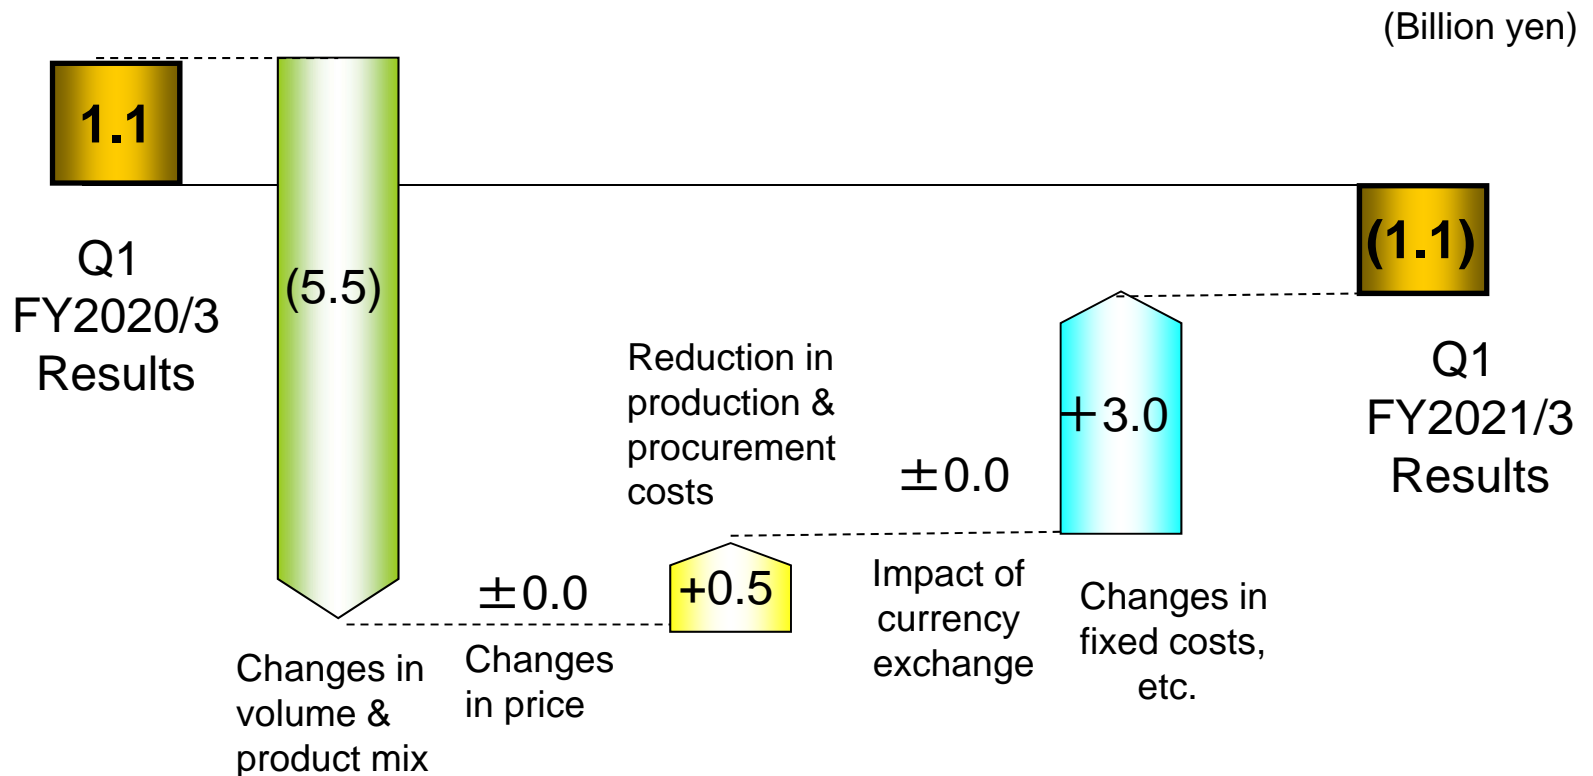 (Billion yen)
1.1
Q1
FY2020/3
Results
(5.5)
Changes in
volume &
product mix
±0.0
Changes
in price
Reduction in
production &
procurement
costs
+0.5
±0.0
Impact of
currency
exchange
+3.0
Changes in
fixed costs,
etc.
(1.1)
Q1
FY2021/3
Results